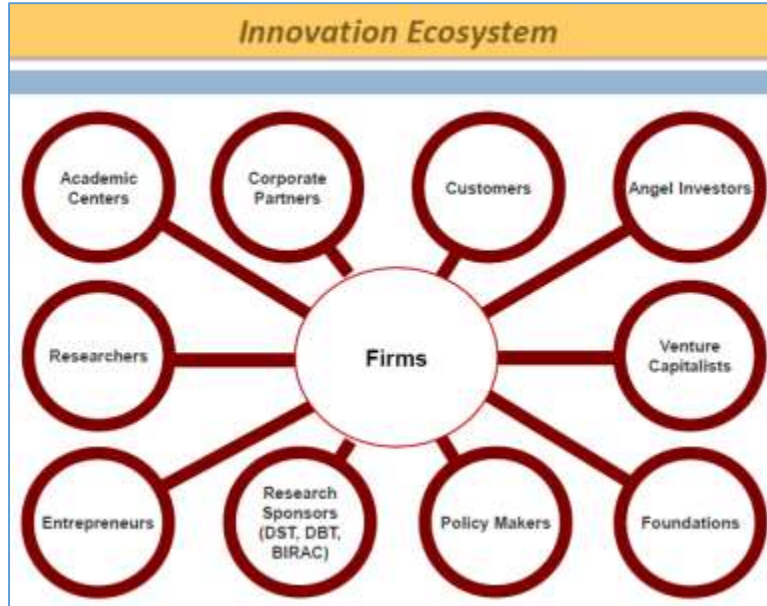 Innovation Ecosystem
Academic
Centers
Corporate
Partners
Customers
Angel Investors
Researchers
Firms
Venture
Capitalists
Entrepreneurs
Research
Sponsors
(DST, DBT,
BIRAC)
Policy Makers
Foundations